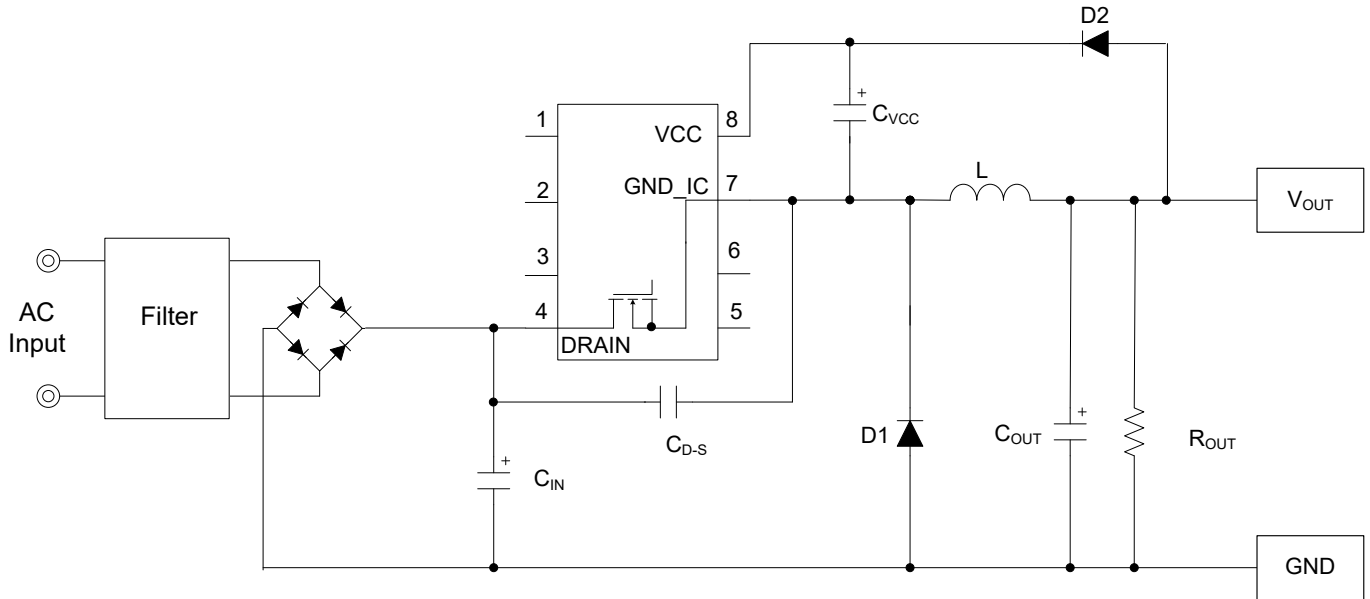 D2
+
C_VCC
1
VCC
8
GND_IC
7
2
L
V_OUT
3
6
AC
Input
Filter
4
5
DRAIN
C_D-S
D1
+
C_OUT
R_OUT
+
C_IN
GND